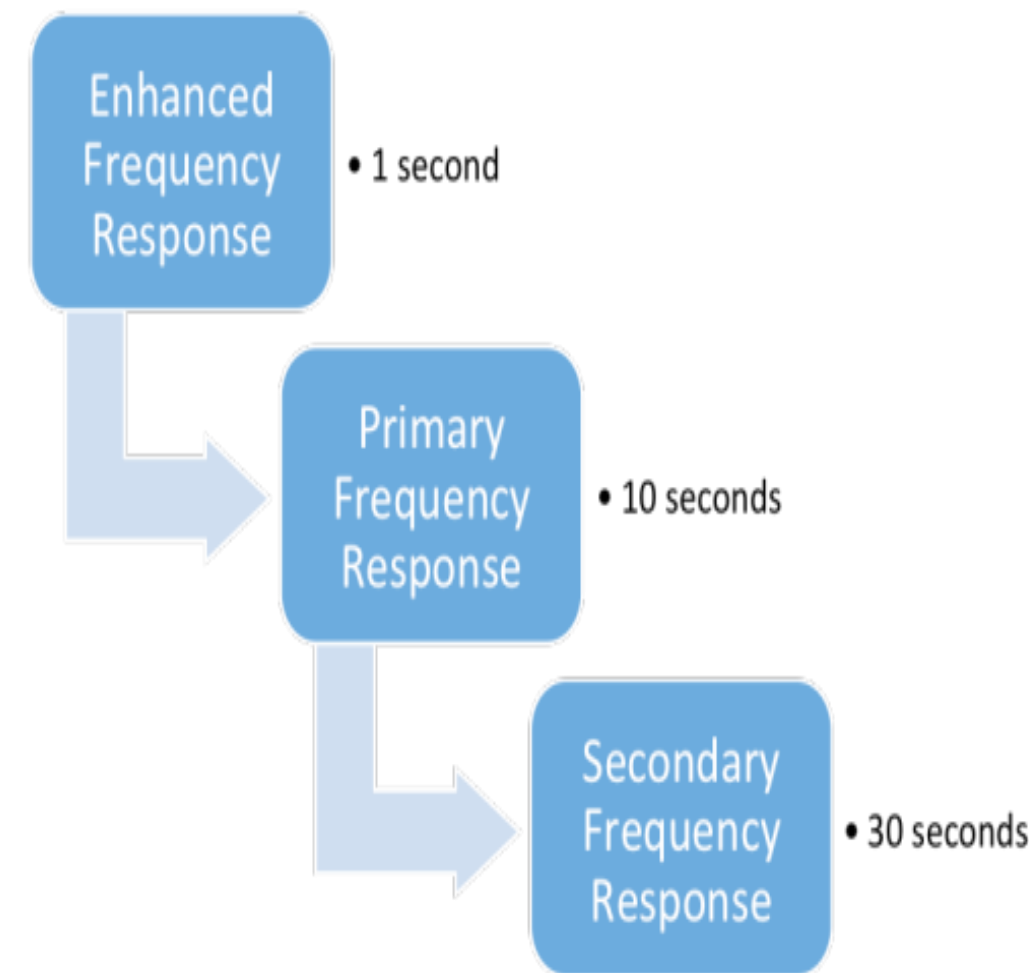 Enhanced
Frequency
Response
• 1 second
Primary
Frequency
Response
• 10 seconds
Secondary
Frequency
Response
• 30 seconds